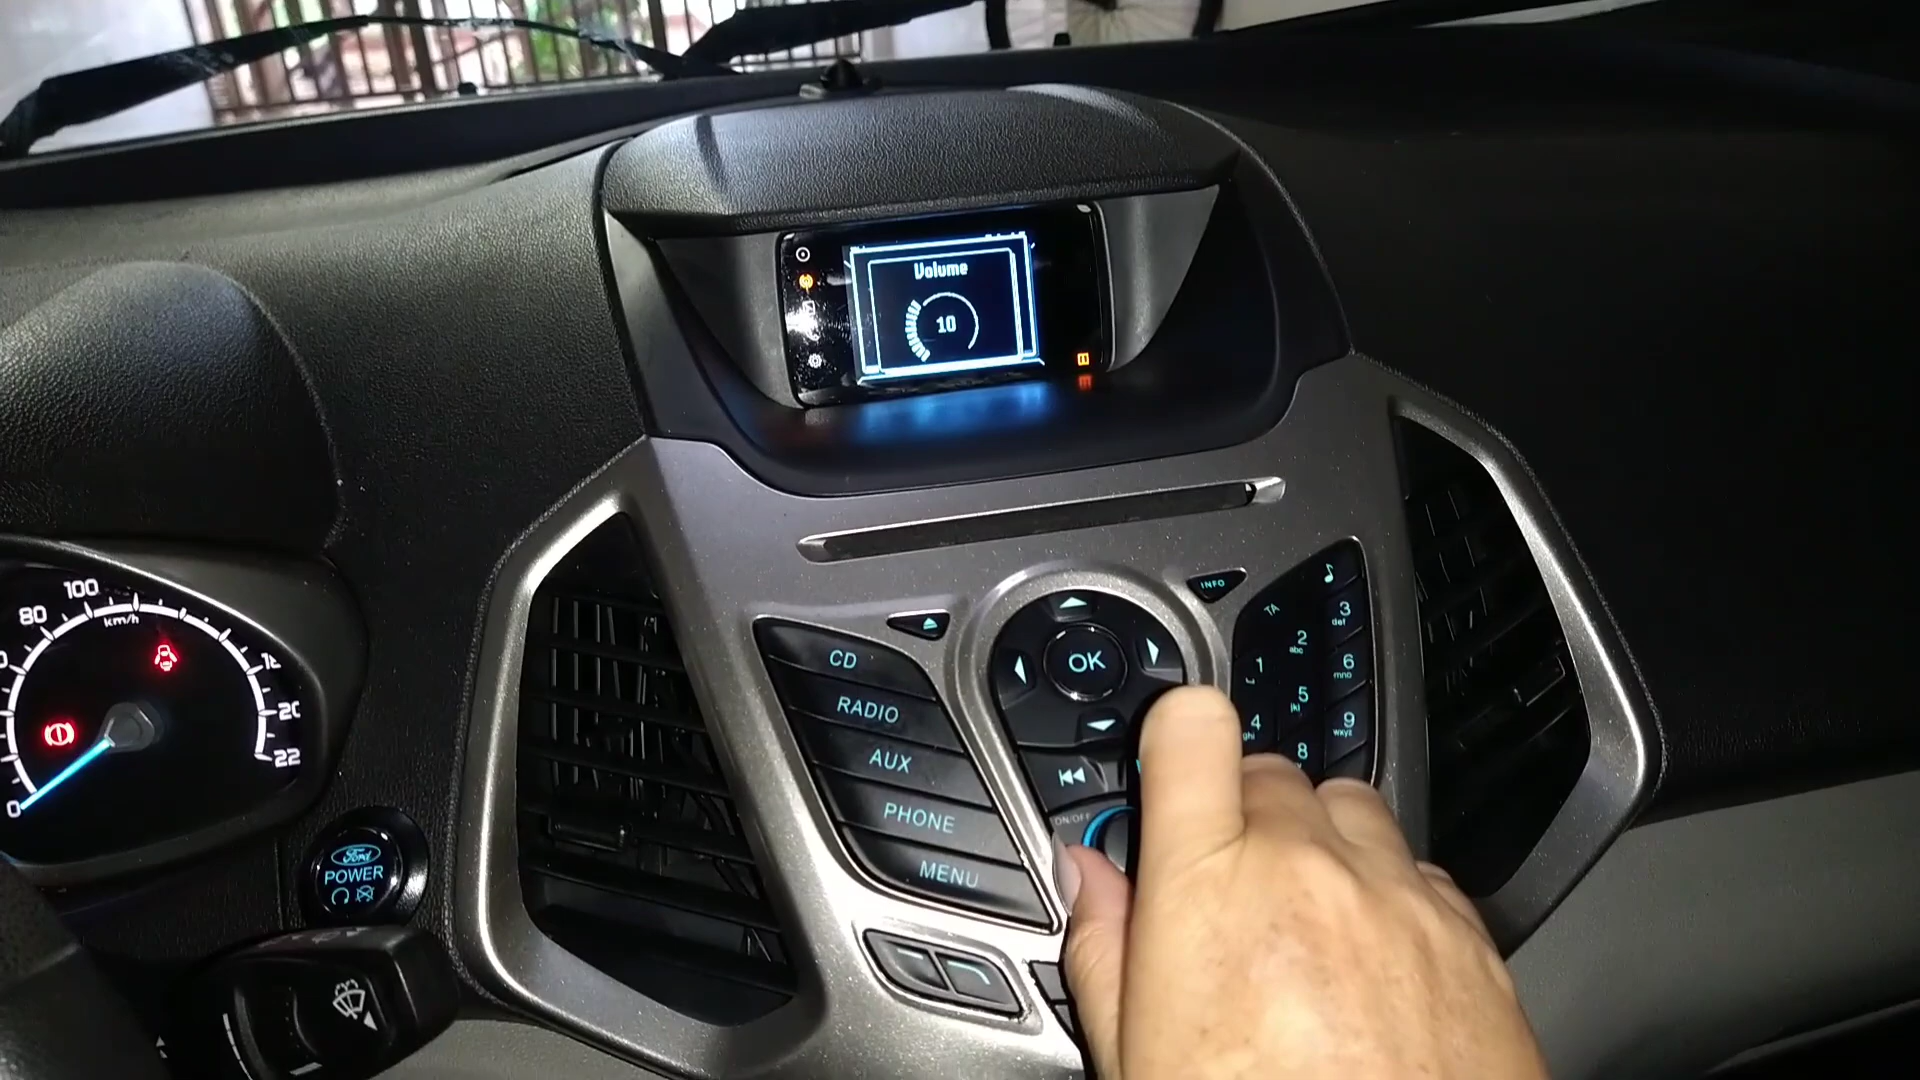 Volume
10
80
100
km/h
20
22
0
Ford
POWER
CD
RADIO
AUX
PHONE
MENU
OK
ON/OFF
INFO
TA
1
2
abc
3
def
4
ghi
5
jkl
6
mno
8
9
wxyz